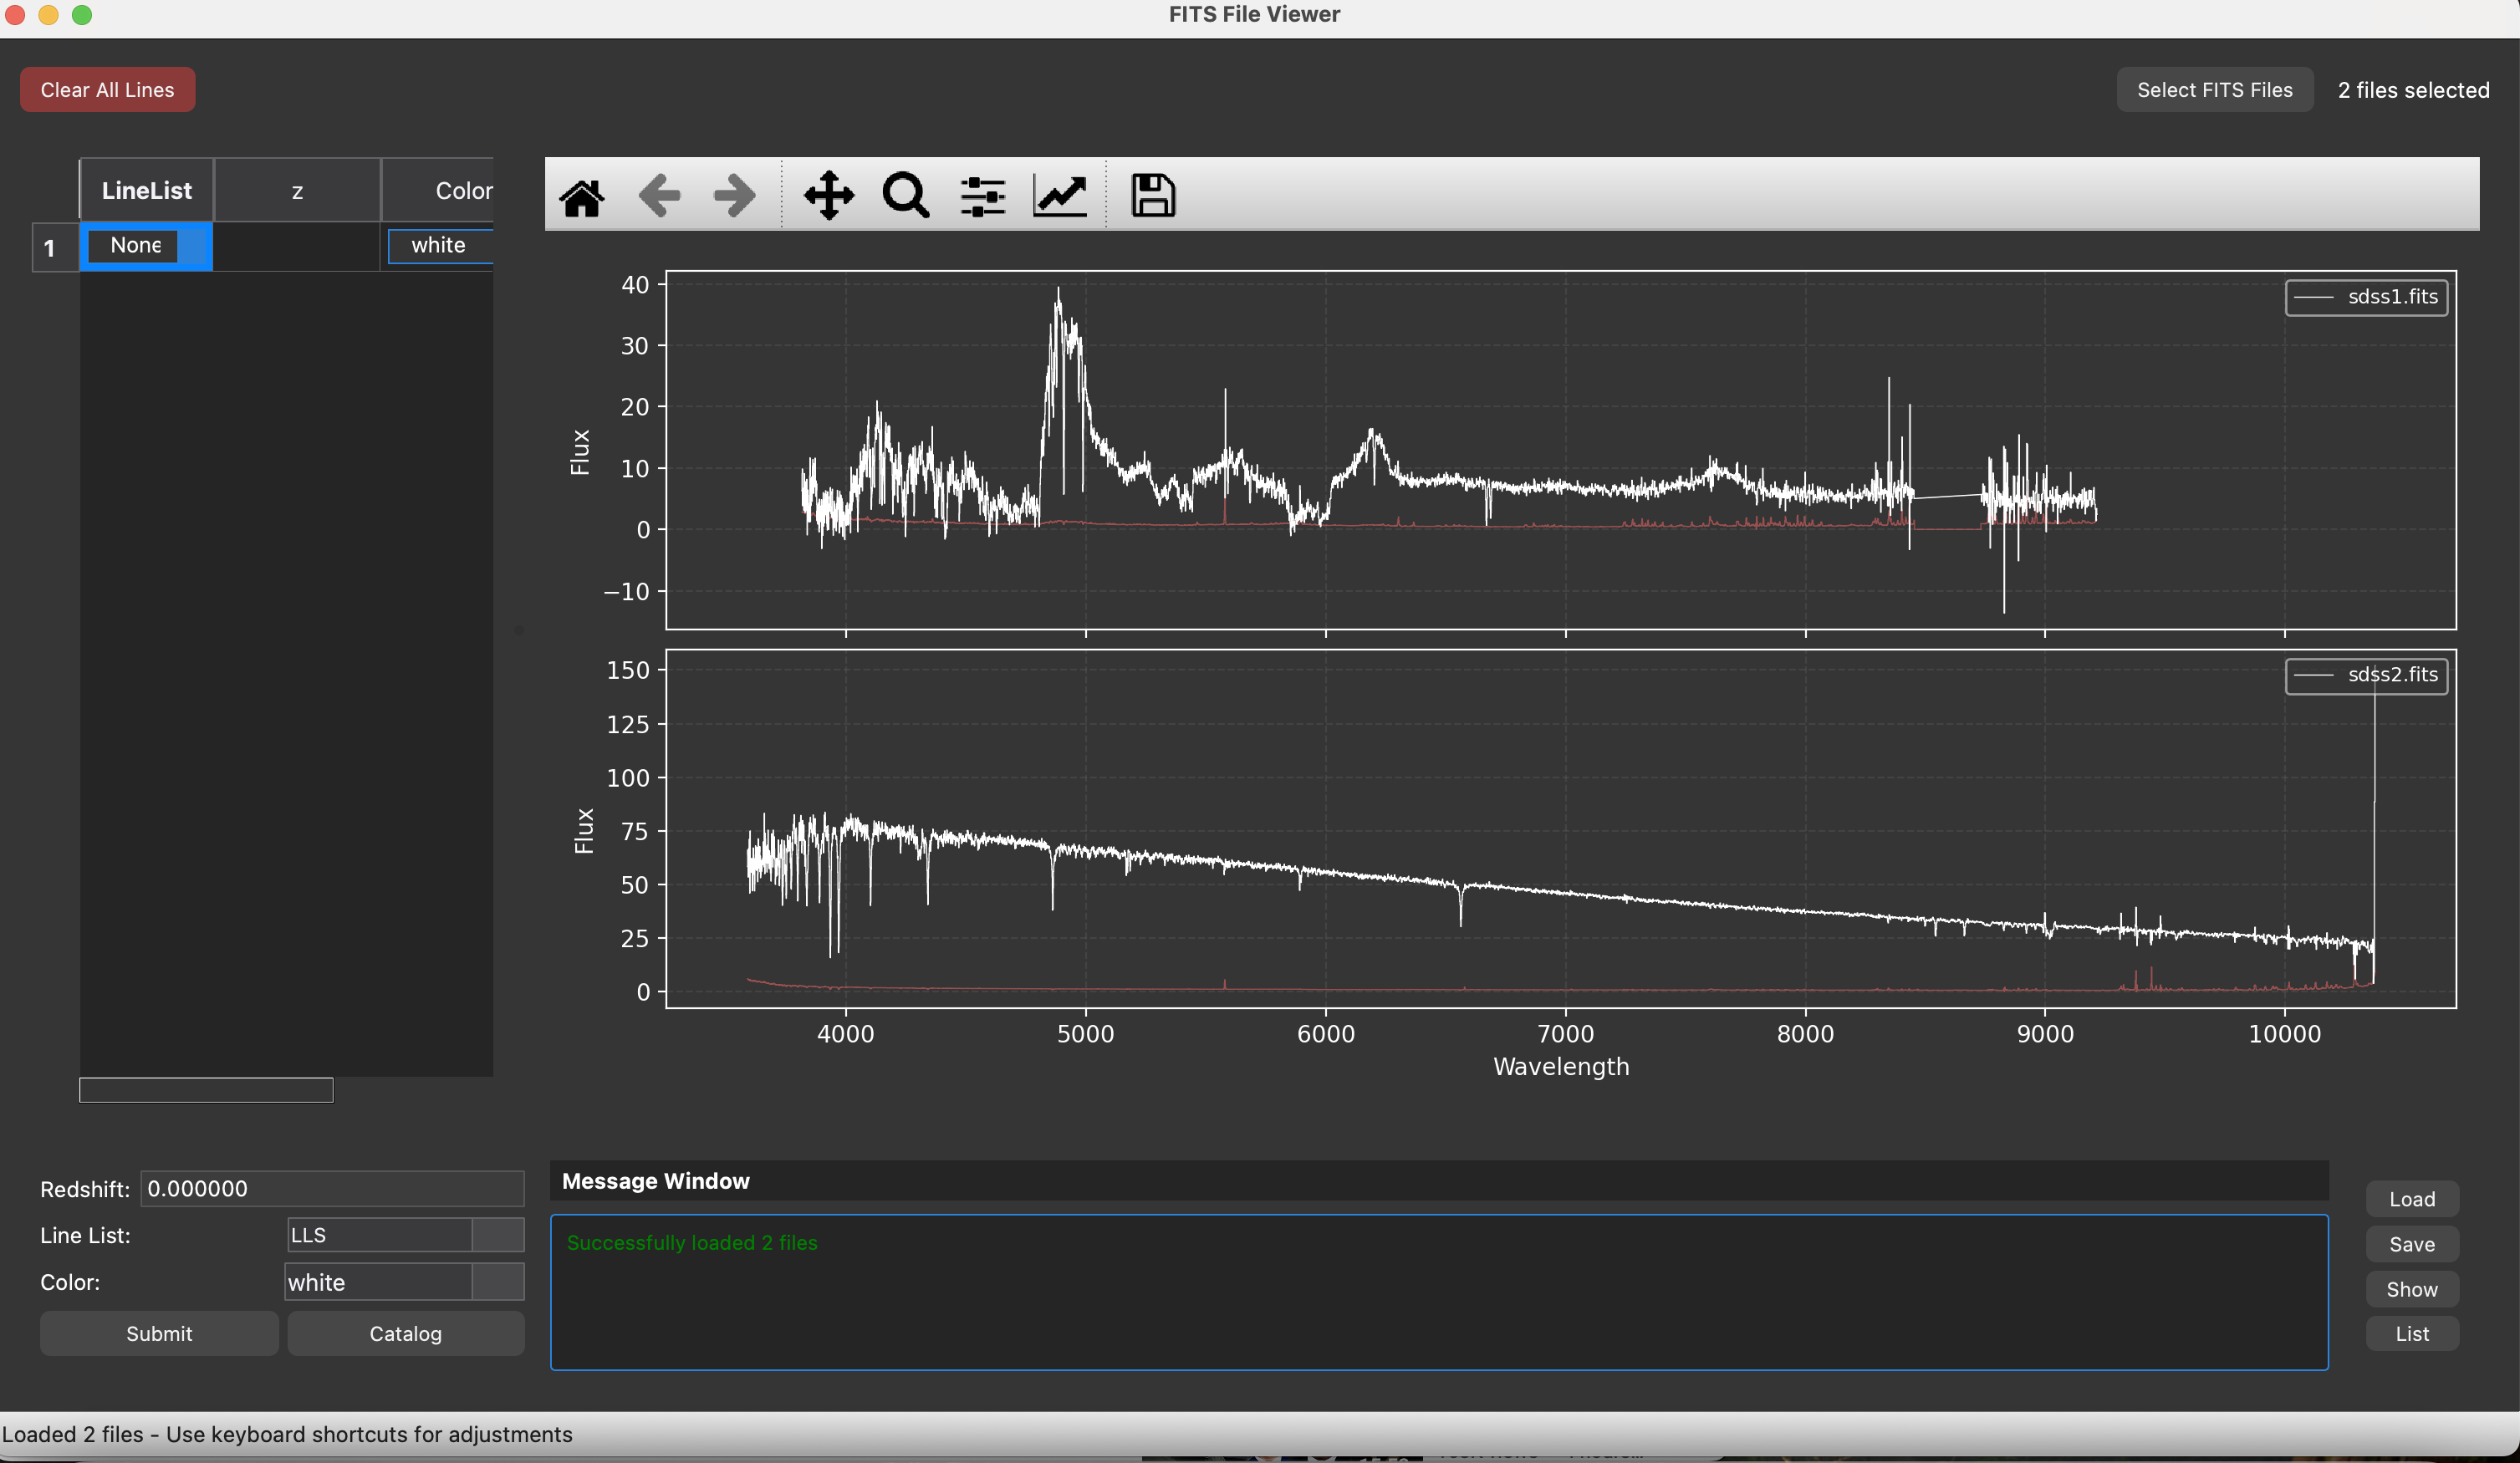 FITS File Viewer
Clear All Lines
Select FITS Files
2 files selected
LineList
z
Color
1
None
white
40
30
20
10
0
−10
Flux
sdss1.fits
150
125
100
75
50
25
0
Flux
sdss2.fits
4000
5000
6000
7000
8000
9000
10000
Wavelength
Redshift:
0.000000
Line List:
LLS
Color:
white
Submit
Catalog
Message Window
Successfully loaded 2 files
Load
Save
Show
List
Loaded 2 files - Use keyboard shortcuts for adjustments